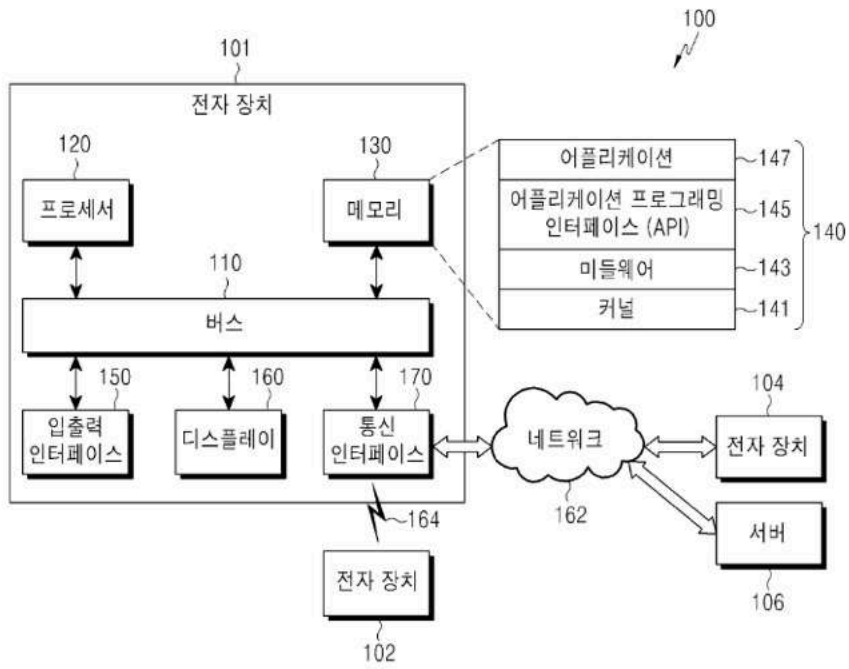 100
101
전자 장치
120
130
프로세서
메모리
어플리케이션
147
어플리케이션 프로그래밍
인터페이스 (API)
145
140
미들웨어
143
커널
141
110
버스
150
160
170
입출력
인터페이스
디스플레이
통신
인터페이스
네트워크
162
104
전자 장치
164
서버
106
전자 장치
102